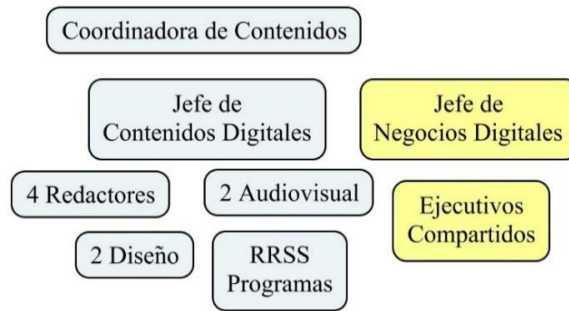 Coordinadora de Contenidos
Jefe de
Contenidos Digitales
Jefe de
Negocios Digitales
4 Redactores
2 Audiovisual
Ejecutivos
Compartidos
2 Diseño
RRSS
Programas